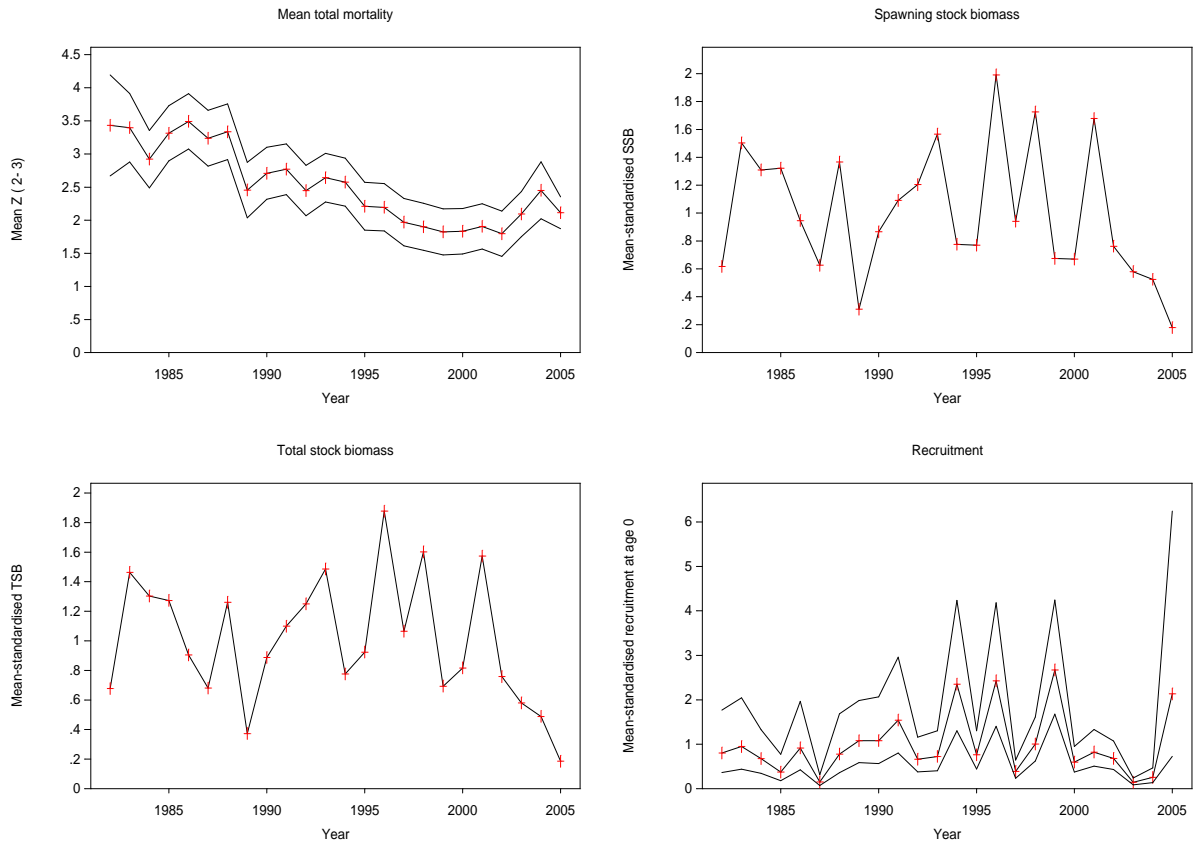 Mean total mortality
4.5
4
3.5
3
2.5
2
1.5
1
.5
0
Mean Z ( 2- 3)
1985 1990 1995 2000 2005
Year
Spawning stock biomass
2
1.8
1.6
1.4
1.2
1
.8
.6
.4
.2
0
Mean-standardised SSB
1985 1990 1995 2000 2005
Year
Total stock biomass
2
1.8
1.6
1.4
1.2
1
.8
.6
.4
.2
0
Mean-standardised TSB
1985 1990 1995 2000 2005
Year
Recruitment
6
5
4
3
2
1
0
Mean-standardised recruitment at age 0
1985 1990 1995 2000 2005
Year